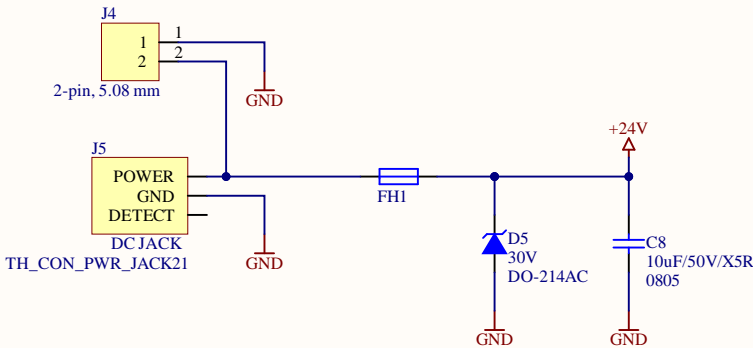 J4
1
1
2
2
2-pin, 5.08 mm
GND
J5
POWER
GND
DETECT
DC JACK
TH_CON_PWR_JACK21
GND
FH1
+24V
D5
30V
DO-214AC
GND
C8
10uF/50V/X5R
0805
GND